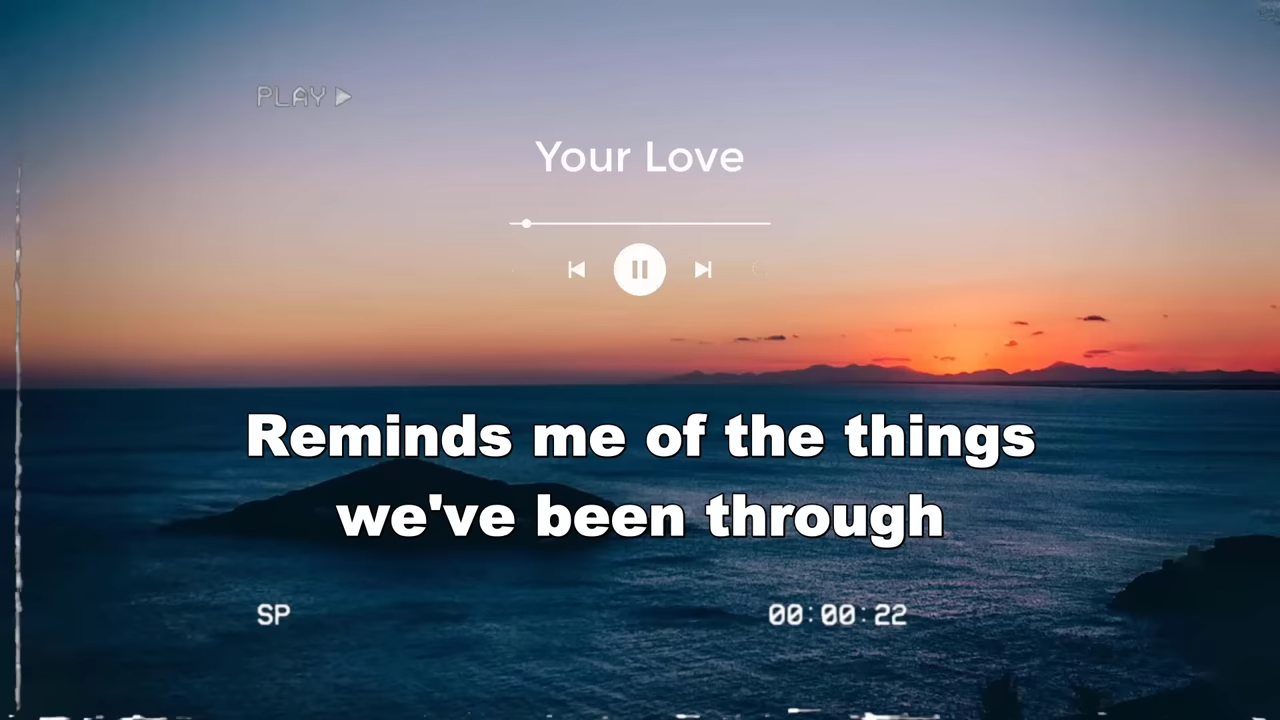 PLAY
Your Love
Reminds me of the things
we've been through
SP
00:00:22